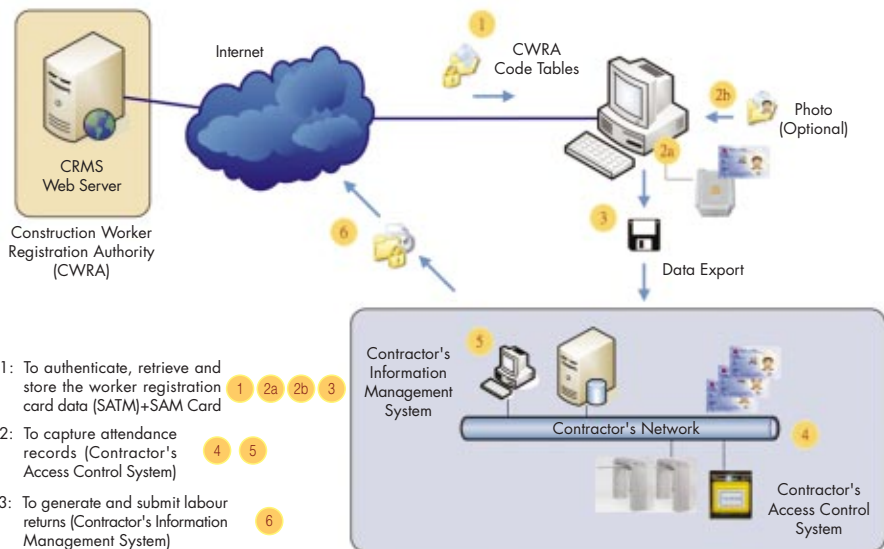 Internet
1
CWRA
Code Tables
2b
Photo
(Optional)
2a
CRMS
Web Server
Construction Worker
Registration Authority
(CWRA)
6
3
Data Export
Contractor's
Information
Management
System
5
Contractor's Network
4
Contractor's
Access Control
System
1: To authenticate, retrieve and
store the worker registration
card data (SATM)+SAM Card
1 2a 2b 3
2: To capture attendance
records (Contractor's
Access Control System)
4 5
3: To generate and submit labour
returns (Contractor's Information
Management System)
6